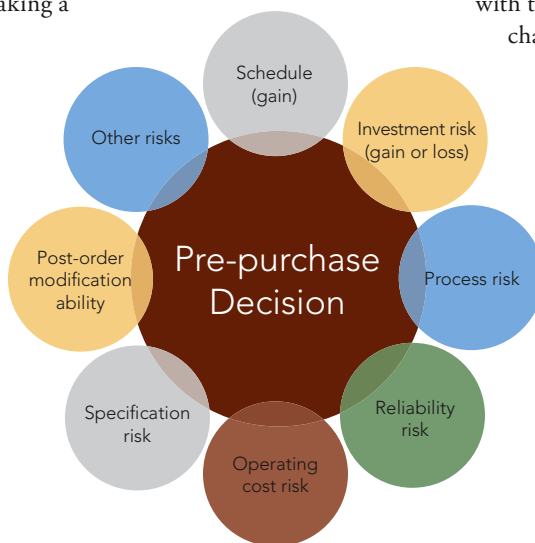 aking a
with t
cha
Schedule
(gain)
Investment risk
(gain or loss)
Other risks
Post-order
modification
ability
Pre-purchase
Decision
Process risk
Specification
risk
Reliability
risk
Operating
cost risk